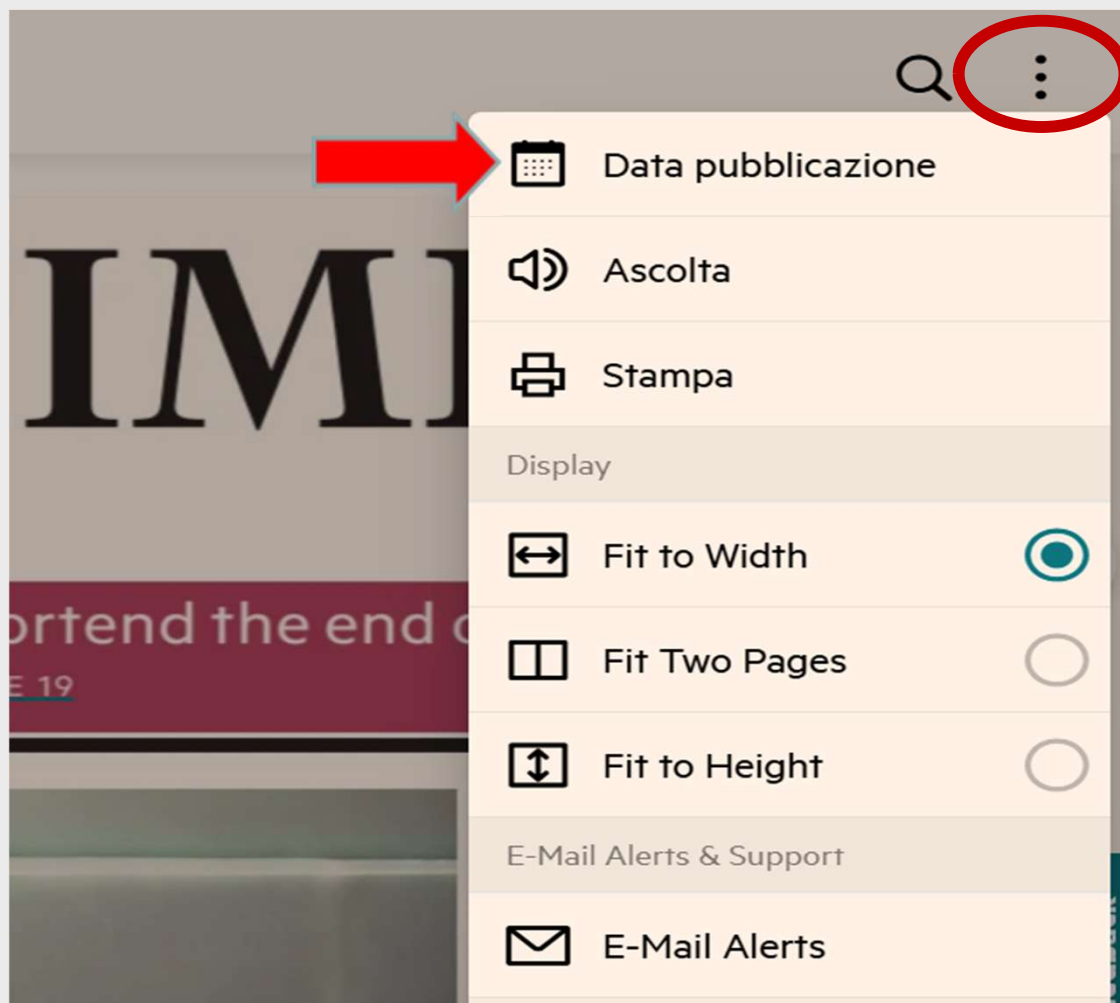 Data pubblicazione
IM
Ascolta
Stampa
Display
Fit to Width
ortend the end
E 19
Fit Two Pages
Fit to Height
E-Mail Alerts & Support
E-Mail Alerts